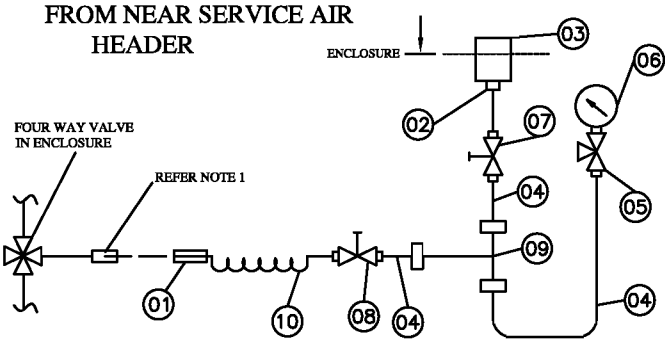 FROM NEAR SERVICE AIR
HEADER
ENCLOSURE
03
06
02
07
FOUR WAY VALVE
IN ENCLOSURE
REFER NOTE 1
04
05
09
01
10
08
04
04